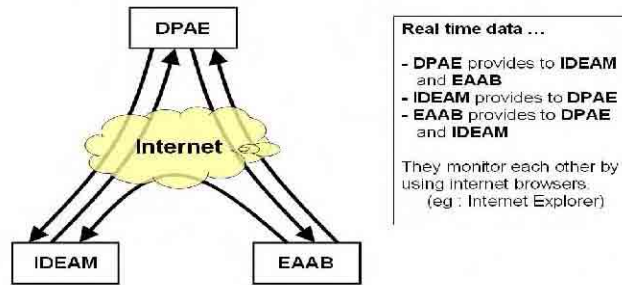 DPAE
Internet
IDEAM
EAAB
Real time data ...
- DPAE provides to IDEAM
and EAAB
- IDEAM provides to DPAE
- EAAB provides to DPAE
and IDEAM
They monitor each other by
using internet browsers.
(eg : Internet Explorer)